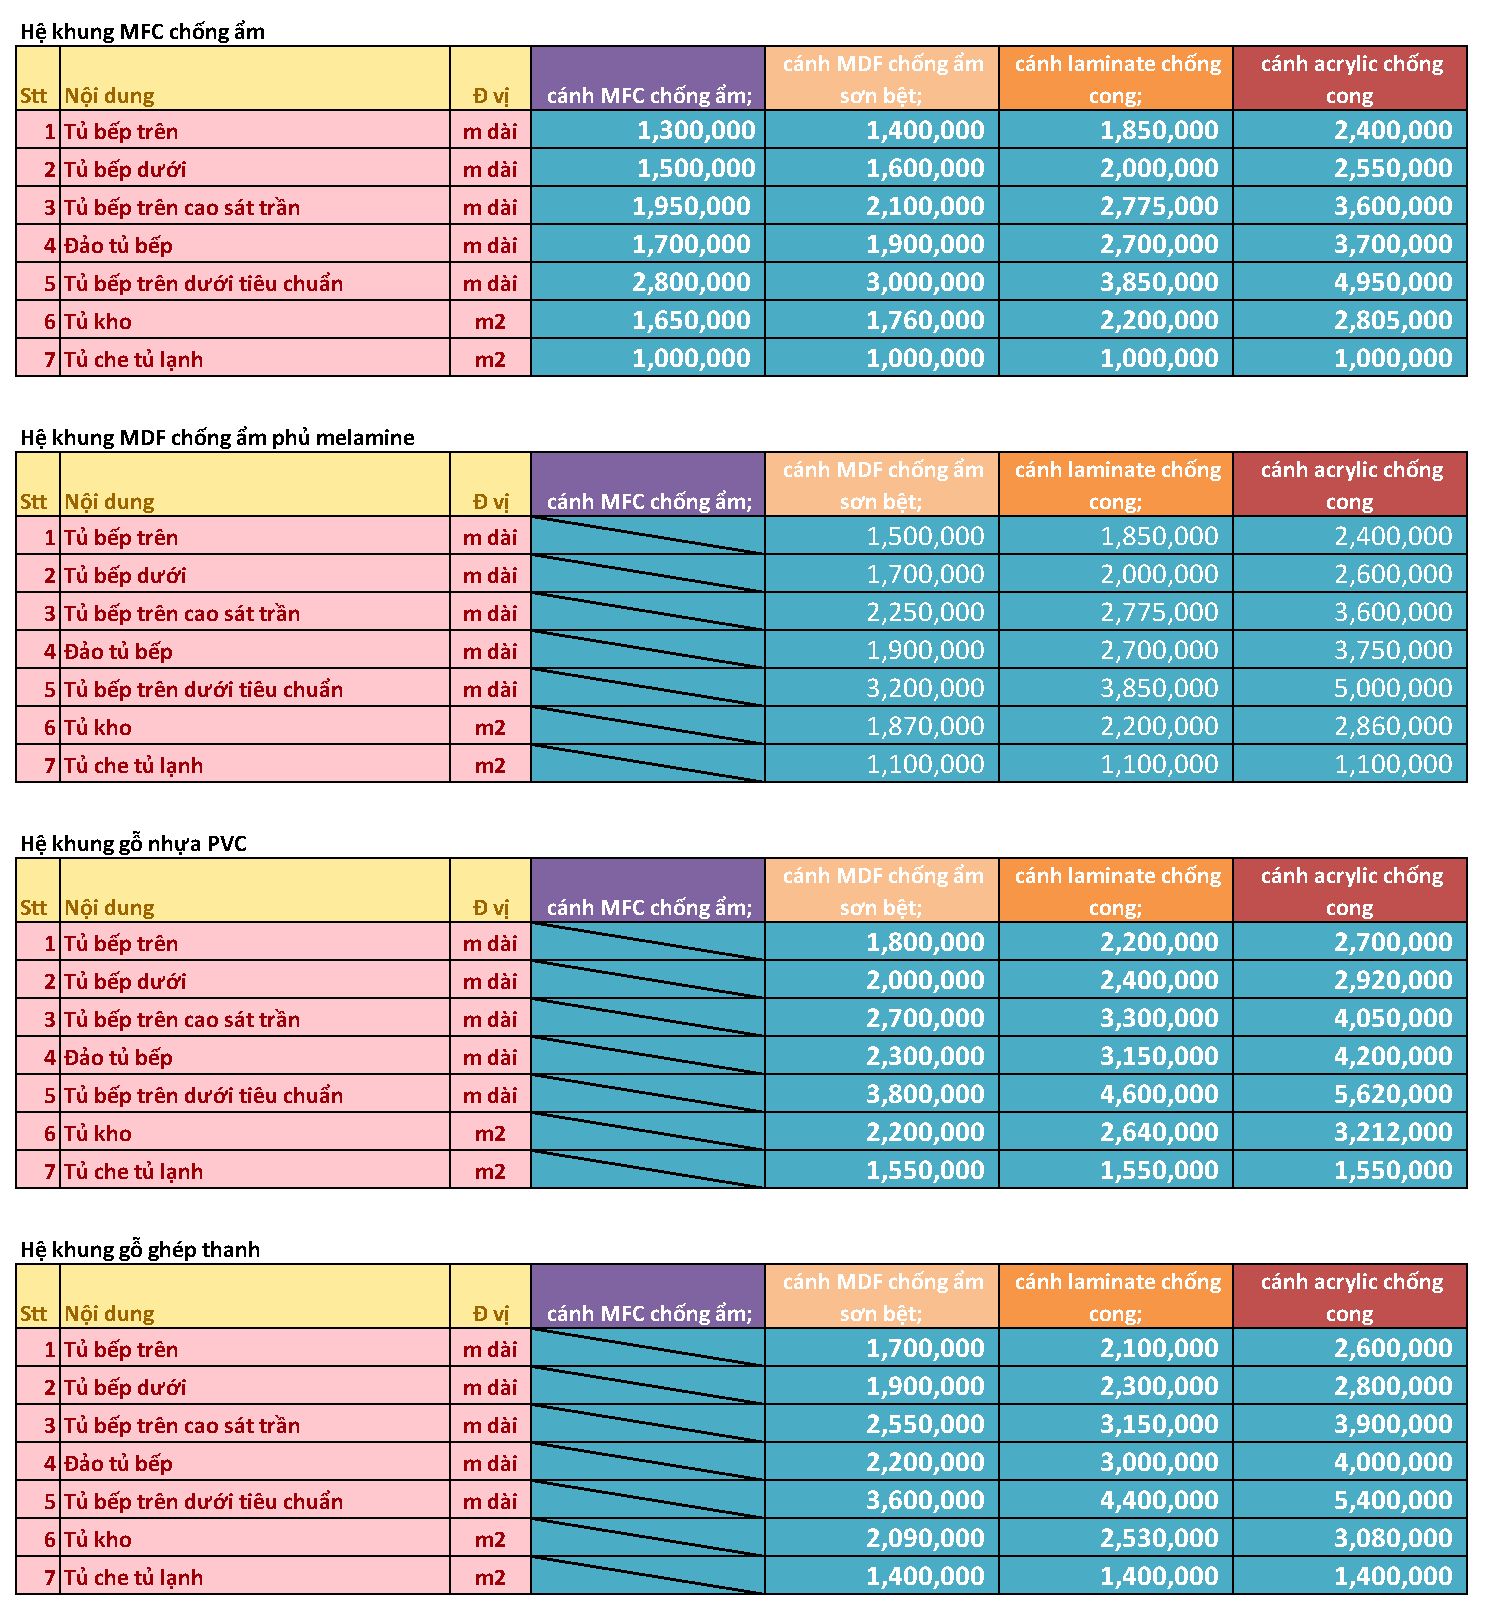 Hệ khung MFC chống ẩm
Stt Nội dung Đ vị cánh MFC chống ẩm; cánh MDF chống ẩm sơn bệt; cánh laminate chống cong; cánh acrylic chống cong
1 Tủ bếp trên m dài 1,300,000 1,400,000 1,850,000 2,400,000
2 Tủ bếp dưới m dài 1,500,000 1,600,000 2,000,000 2,550,000
3 Tủ bếp trên cao sát trần m dài 1,950,000 2,100,000 2,775,000 3,600,000
4 Đảo tủ bếp m dài 1,700,000 1,900,000 2,700,000 3,700,000
5 Tủ bếp trên dưới tiêu chuẩn m dài 2,800,000 3,000,000 3,850,000 4,950,000
6 Tủ kho m2 1,650,000 1,760,000 2,200,000 2,805,000
7 Tủ che tủ lạnh m2 1,000,000 1,000,000 1,000,000 1,000,000
Hệ khung MDF chống ẩm phủ melamine
Stt Nội dung Đ vị cánh MFC chống ẩm; cánh MDF chống ẩm sơn bệt; cánh laminate chống cong; cánh acrylic chống cong
1 Tủ bếp trên m dài 1,500,000 1,850,000 2,400,000
2 Tủ bếp dưới m dài 1,700,000 2,000,000 2,600,000
3 Tủ bếp trên cao sát trần m dài 2,250,000 2,775,000 3,600,000
4 Đảo tủ bếp m dài 1,900,000 2,700,000 3,750,000
5 Tủ bếp trên dưới tiêu chuẩn m dài 3,200,000 3,850,000 5,000,000
6 Tủ kho m2 1,870,000 2,200,000 2,860,000
7 Tủ che tủ lạnh m2 1,100,000 1,100,000 1,100,000
Hệ khung gỗ nhựa PVC
Stt Nội dung Đ vị cánh MFC chống ẩm; cánh MDF chống ẩm sơn bệt; cánh laminate chống cong; cánh acrylic chống cong
1 Tủ bếp trên m dài 1,800,000 2,200,000 2,700,000
2 Tủ bếp dưới m dài 2,000,000 2,400,000 2,920,000
3 Tủ bếp trên cao sát trần m dài 2,700,000 3,300,000 4,050,000
4 Đảo tủ bếp m dài 2,300,000 3,150,000 4,200,000
5 Tủ bếp trên dưới tiêu chuẩn m dài 3,800,000 4,600,000 5,620,000
6 Tủ kho m2 2,200,000 2,640,000 3,212,000
7 Tủ che tủ lạnh m2 1,550,000 1,550,000 1,550,000
Hệ khung gỗ ghép thanh
Stt Nội dung Đ vị cánh MFC chống ẩm; cánh MDF chống ẩm sơn bệt; cánh laminate chống cong; cánh acrylic chống cong
1 Tủ bếp trên m dài 1,700,000 2,100,000 2,600,000
2 Tủ bếp dưới m dài 1,900,000 2,300,000 2,800,000
3 Tủ bếp trên cao sát trần m dài 2,550,000 3,150,000 3,900,000
4 Đảo tủ bếp m dài 2,200,000 3,000,000 4,000,000
5 Tủ bếp trên dưới tiêu chuẩn m dài 3,600,000 4,400,000 5,400,000
6 Tủ kho m2 2,090,000 2,530,000 3,080,000
7 Tủ che tủ lạnh m2 1,400,000 1,400,000 1,400,000